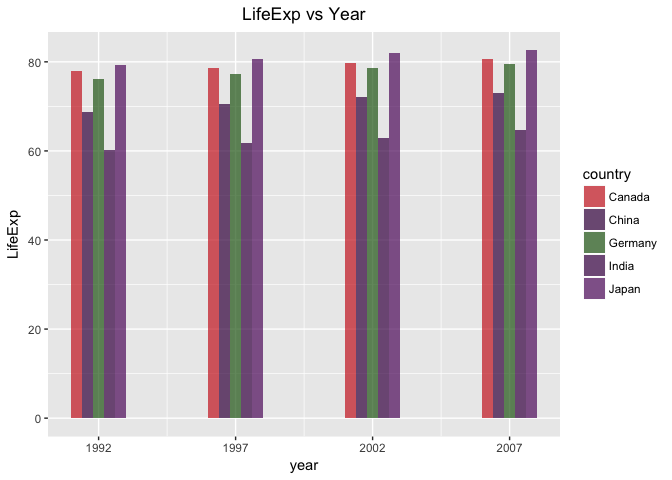 LifeExp vs Year
80
60
40
20
0
LifeExp
1992 1997 2002 2007
year
country
Canada
China
Germany
India
Japan